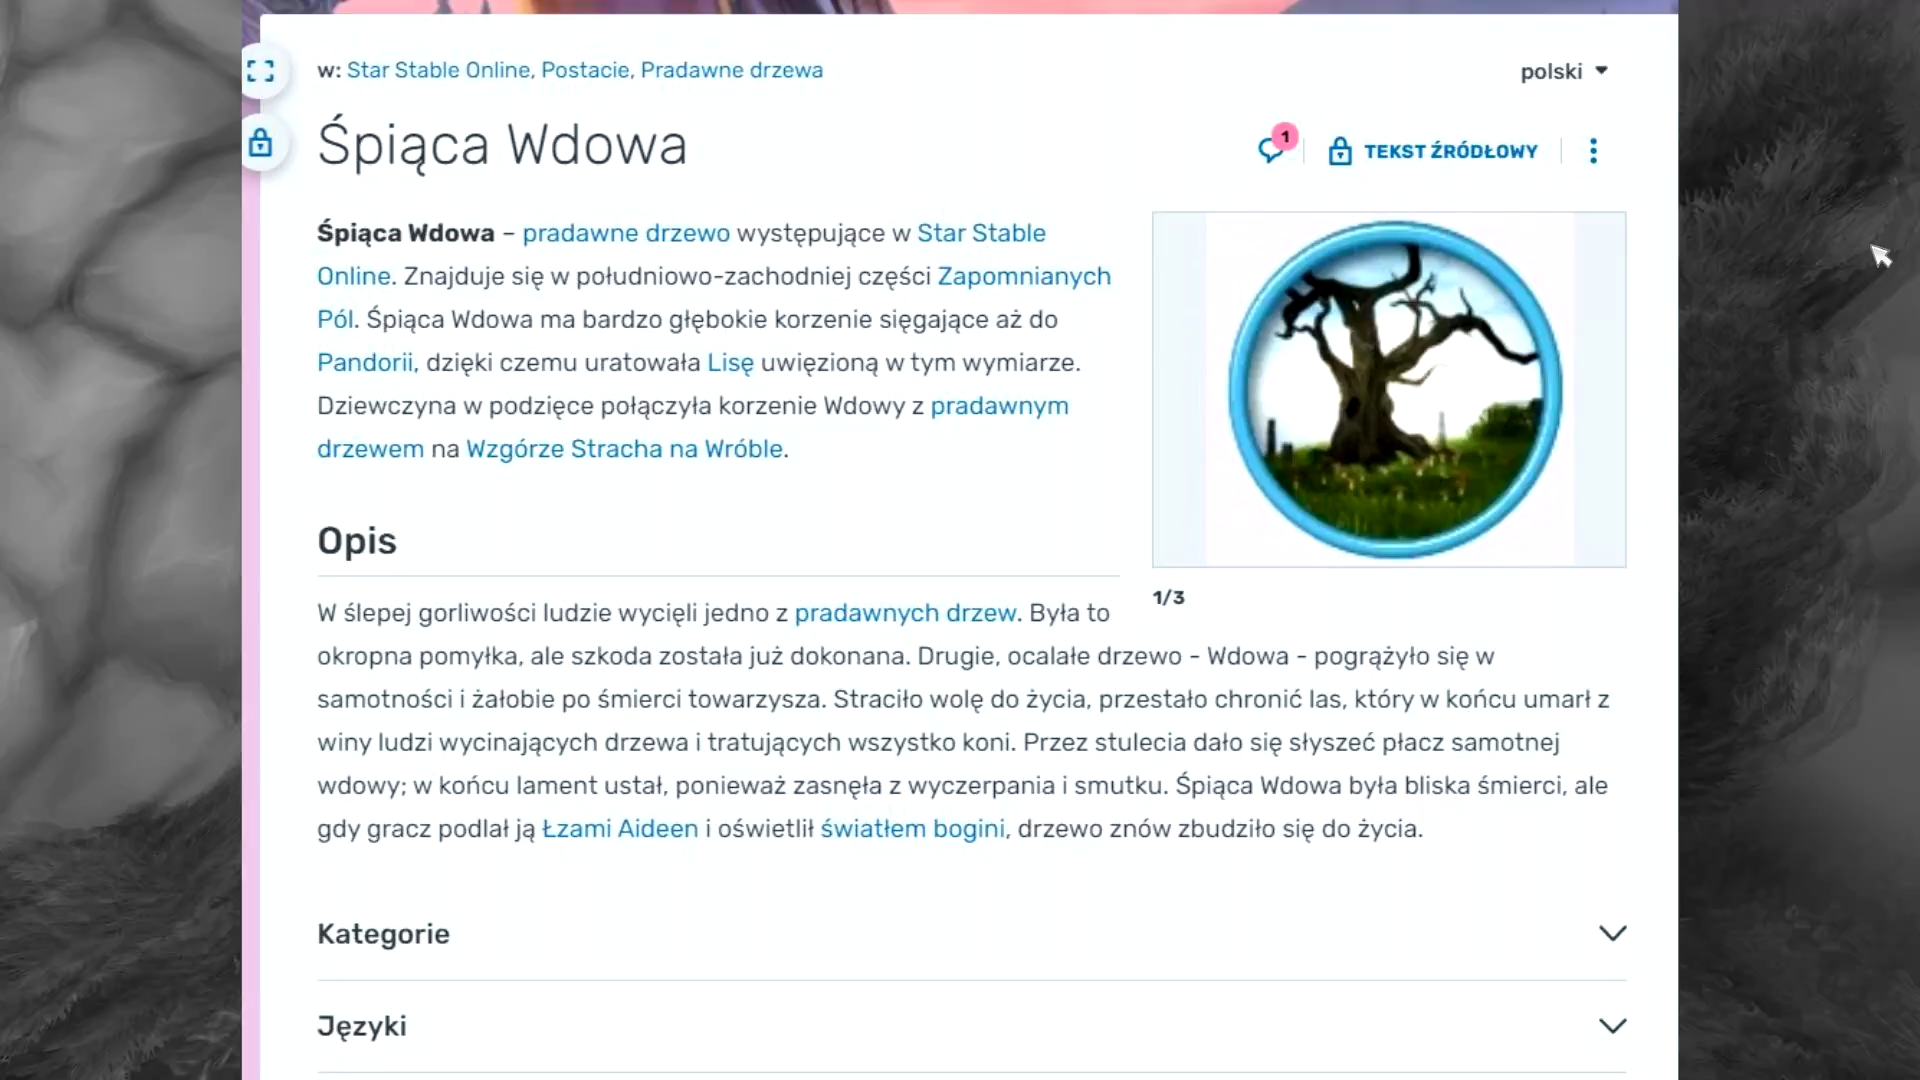 w: Star Stable Online, Postacie, Pradawne drzewa
polski
Śpiąca Wdowa
1
TEKST ŹRÓDŁOWY
Śpiąca Wdowa – pradawne drzewo występujące w Star Stable
Online. Znajduje się w południowo-zachodniej części Zapomnianych
Pól. Śpiąca Wdowa ma bardzo głębokie korzenie sięgające aż do
Pandorii, dzięki czemu uratowała Lisę uwięzioną w tym wymiarze.
Dziewczyna w podzięce połączyła korzenie Wdowy z pradawnym
drzewem na Wzgórze Stracha na Wróble.
1/3
Opis
W ślepej gorliwości ludzie wycięli jedno z pradawnych drzew. Była to
okropna pomyłka, ale szkoda została już dokonana. Drugie, ocalałe drzewo - Wdowa - pogrążyło się w
samotności i żałobie po śmierci towarzysza. Straciło wolę do życia, przestało chronić las, który w końcu umarł z
winy ludzi wycinających drzewa i tratujących wszystko koni. Przez stulecia dało się słyszeć płacz samotnej
wdowy; w końcu lament ustał, ponieważ zasnęła z wyczerpania i smutku. Śpiąca Wdowa była bliska śmierci, ale
gdy gracz podlał ją Łzami Aideen i oświetlił światłem bogini, drzewo znów zbudziło się do życia.
Kategorie
Języki